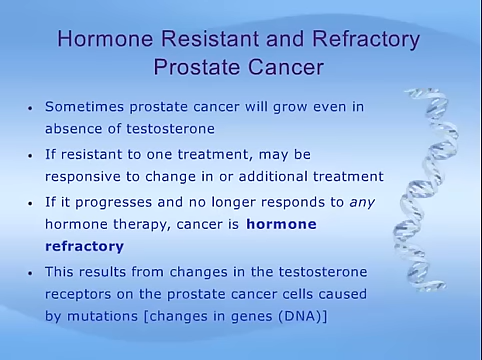 Hormone Resistant and Refractory
Prostate Cancer
• Sometimes prostate cancer will grow even in
absence of testosterone
• If resistant to one treatment, may be
responsive to change in or additional treatment
• If it progresses and no longer responds to any
hormone therapy, cancer is hormone
refractory
• This results from changes in the testosterone
receptors on the prostate cancer cells caused
by mutations [changes in genes (DNA)]